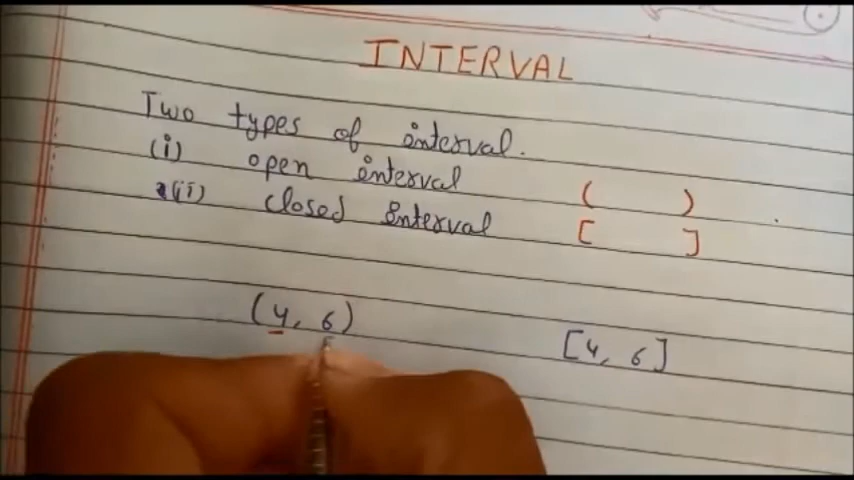 INTERVAL
Two types of interval.
(i) open interval ( )
(ii) closed interval [ ]
(4, 6) [4, 6]